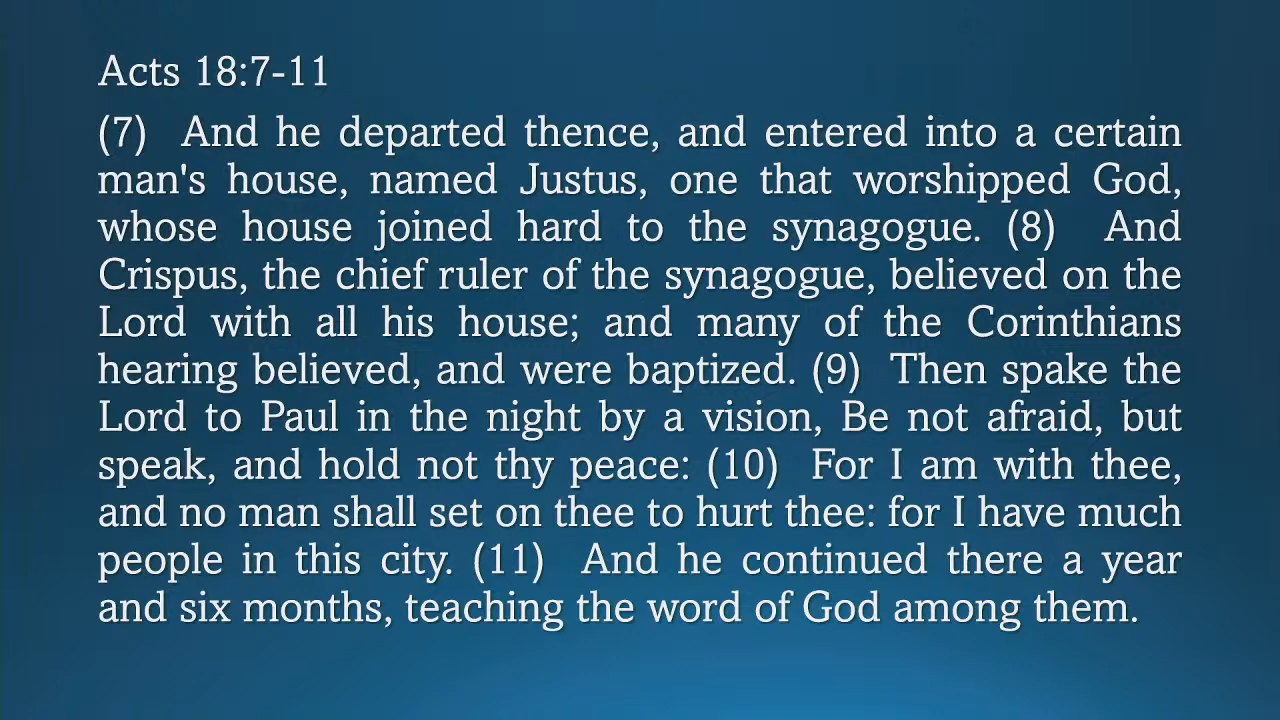 Acts 18:7-11
(7) And he departed thence, and entered into a certain
man's house, named Justus, one that worshipped God,
whose house joined hard to the synagogue. (8) And
Crispus, the chief ruler of the synagogue, believed on the
Lord with all his house; and many of the Corinthians
hearing believed, and were baptized. (9) Then spake the
Lord to Paul in the night by a vision, Be not afraid, but
speak, and hold not thy peace: (10) For I am with thee,
and no man shall set on thee to hurt thee: for I have much
people in this city. (11) And he continued there a year
and six months, teaching the word of God among them.